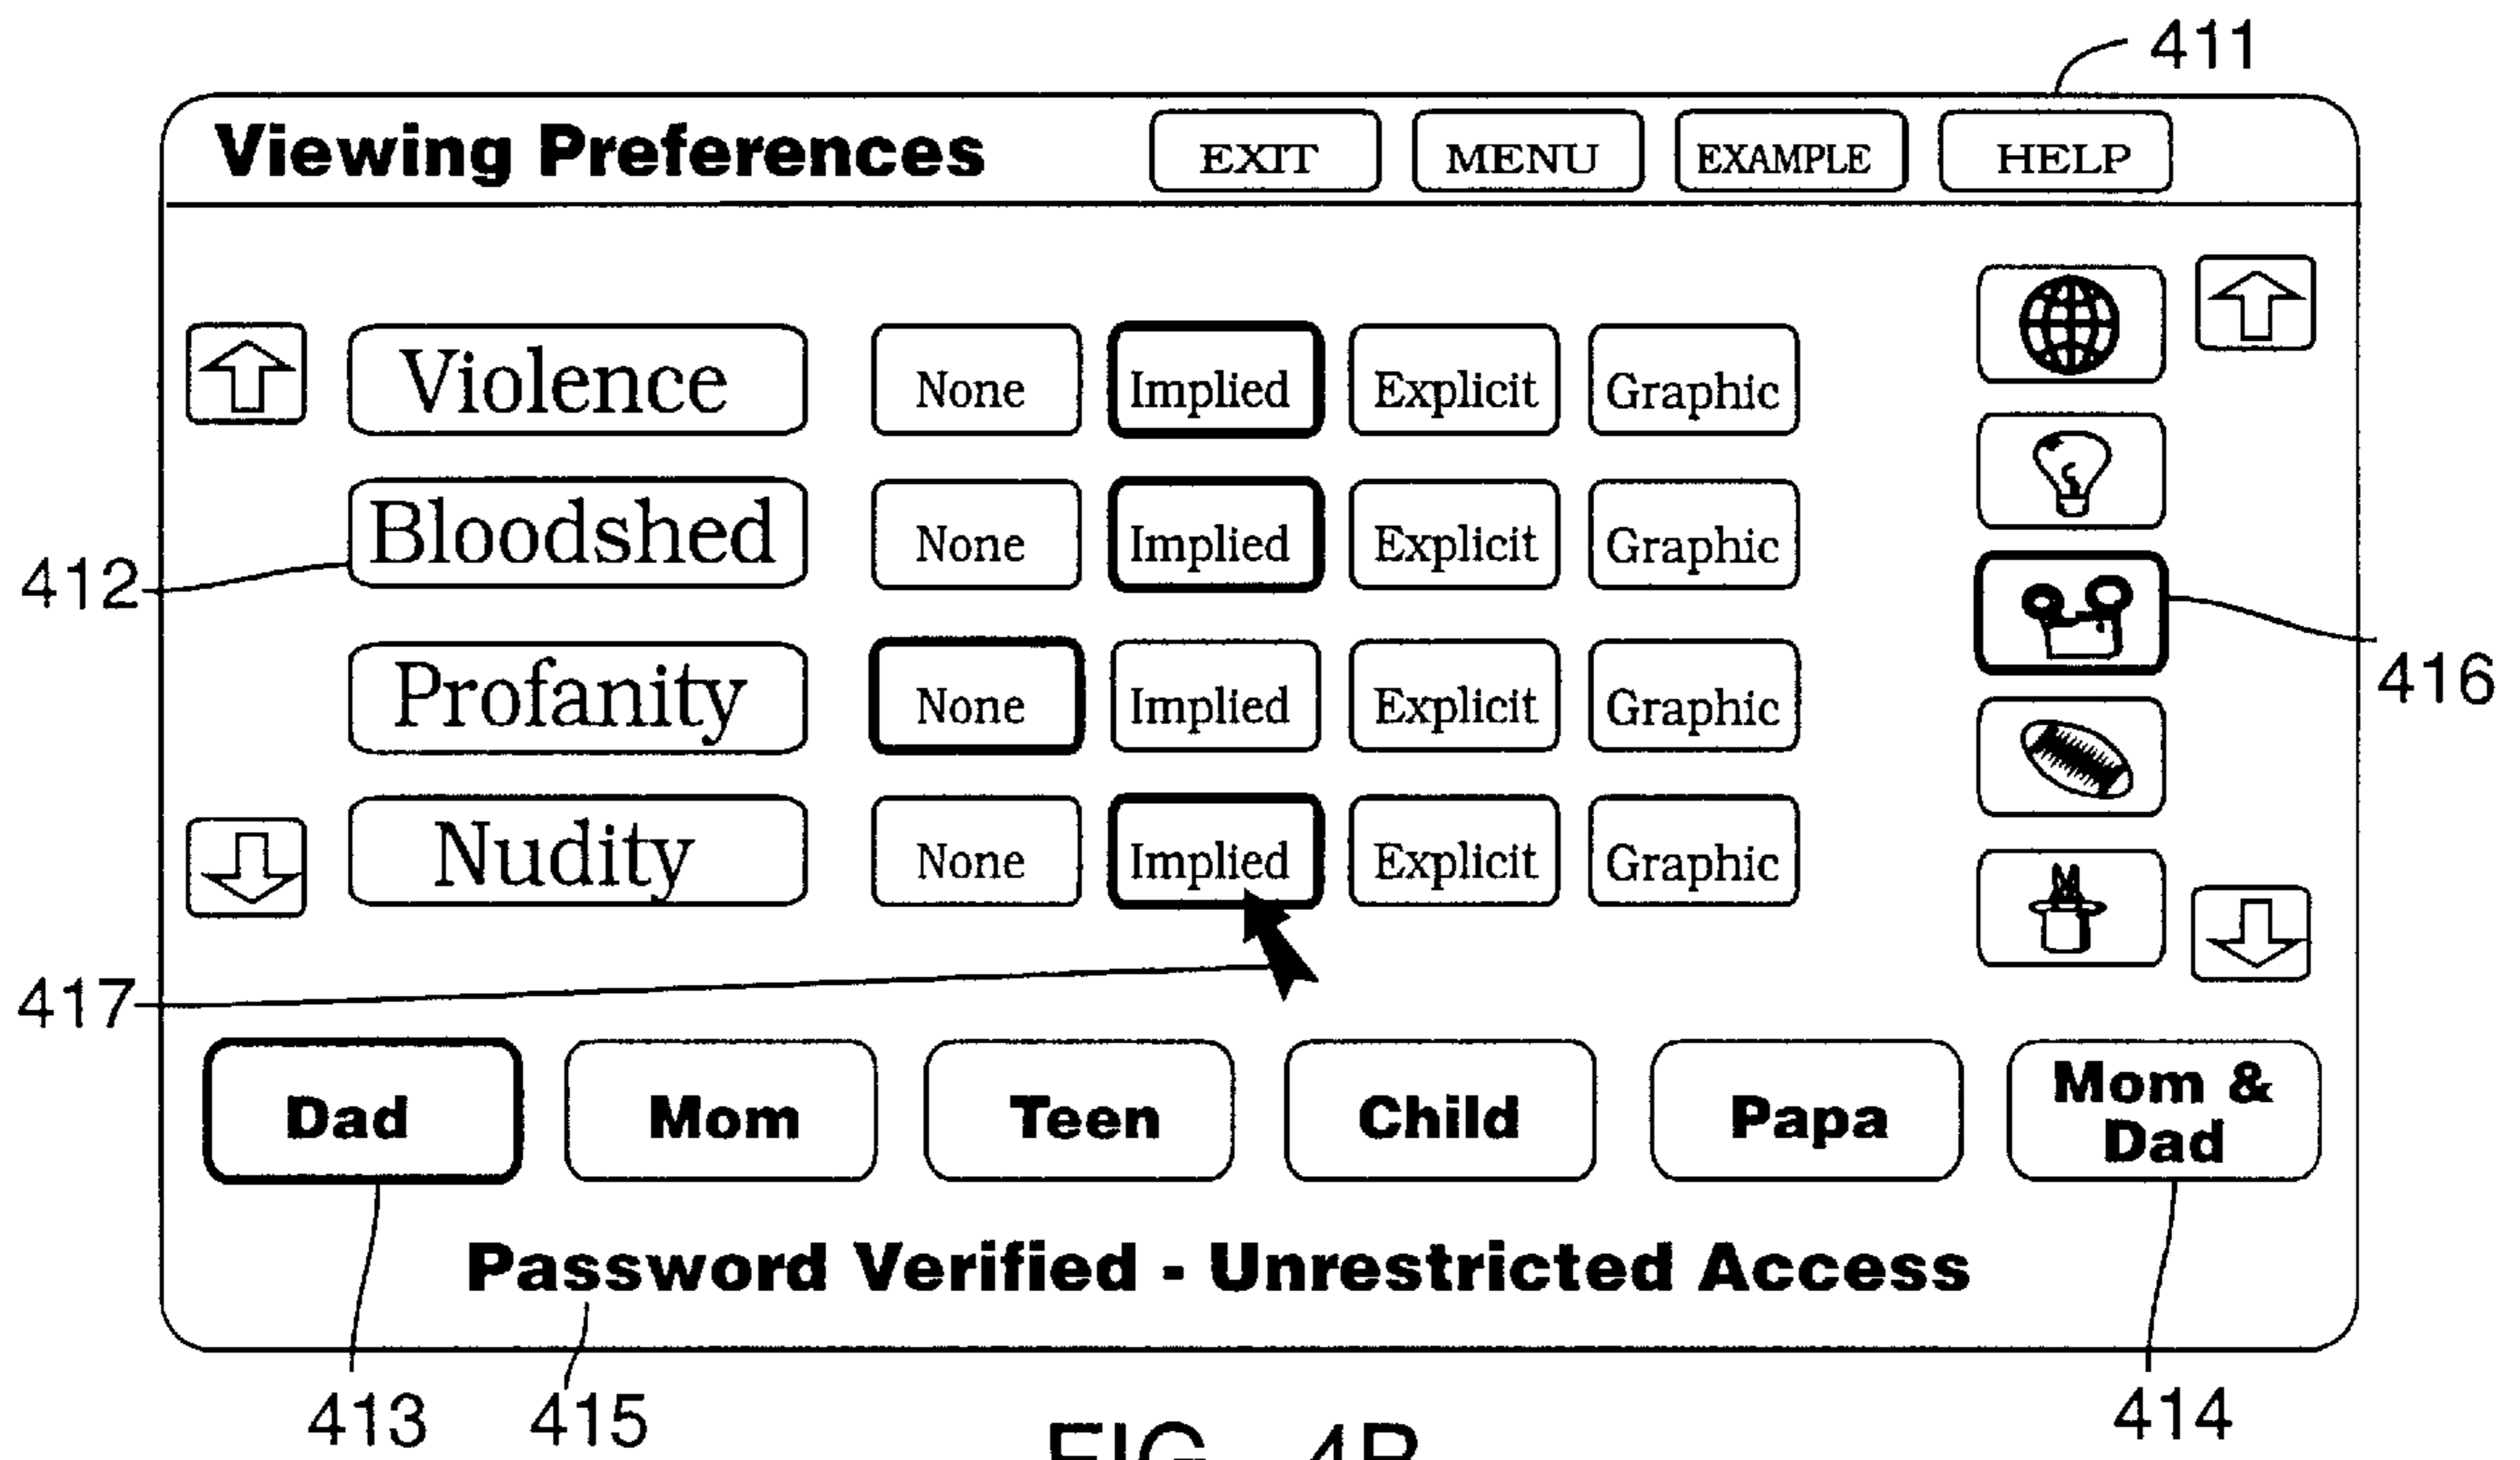 411
Viewing Preferences EXIT MENU EXAMPLE HELP
Violence None Implied Explicit Graphic
Bloodshed None Implied Explicit Graphic
412
416
Profanity None Implied Explicit Graphic
Nudity None Implied Explicit Graphic
417
Dad Mom Teen Child Papa Mom &
Dad
Password Verified - Unrestricted Access
413 415 414
FIG. 4B